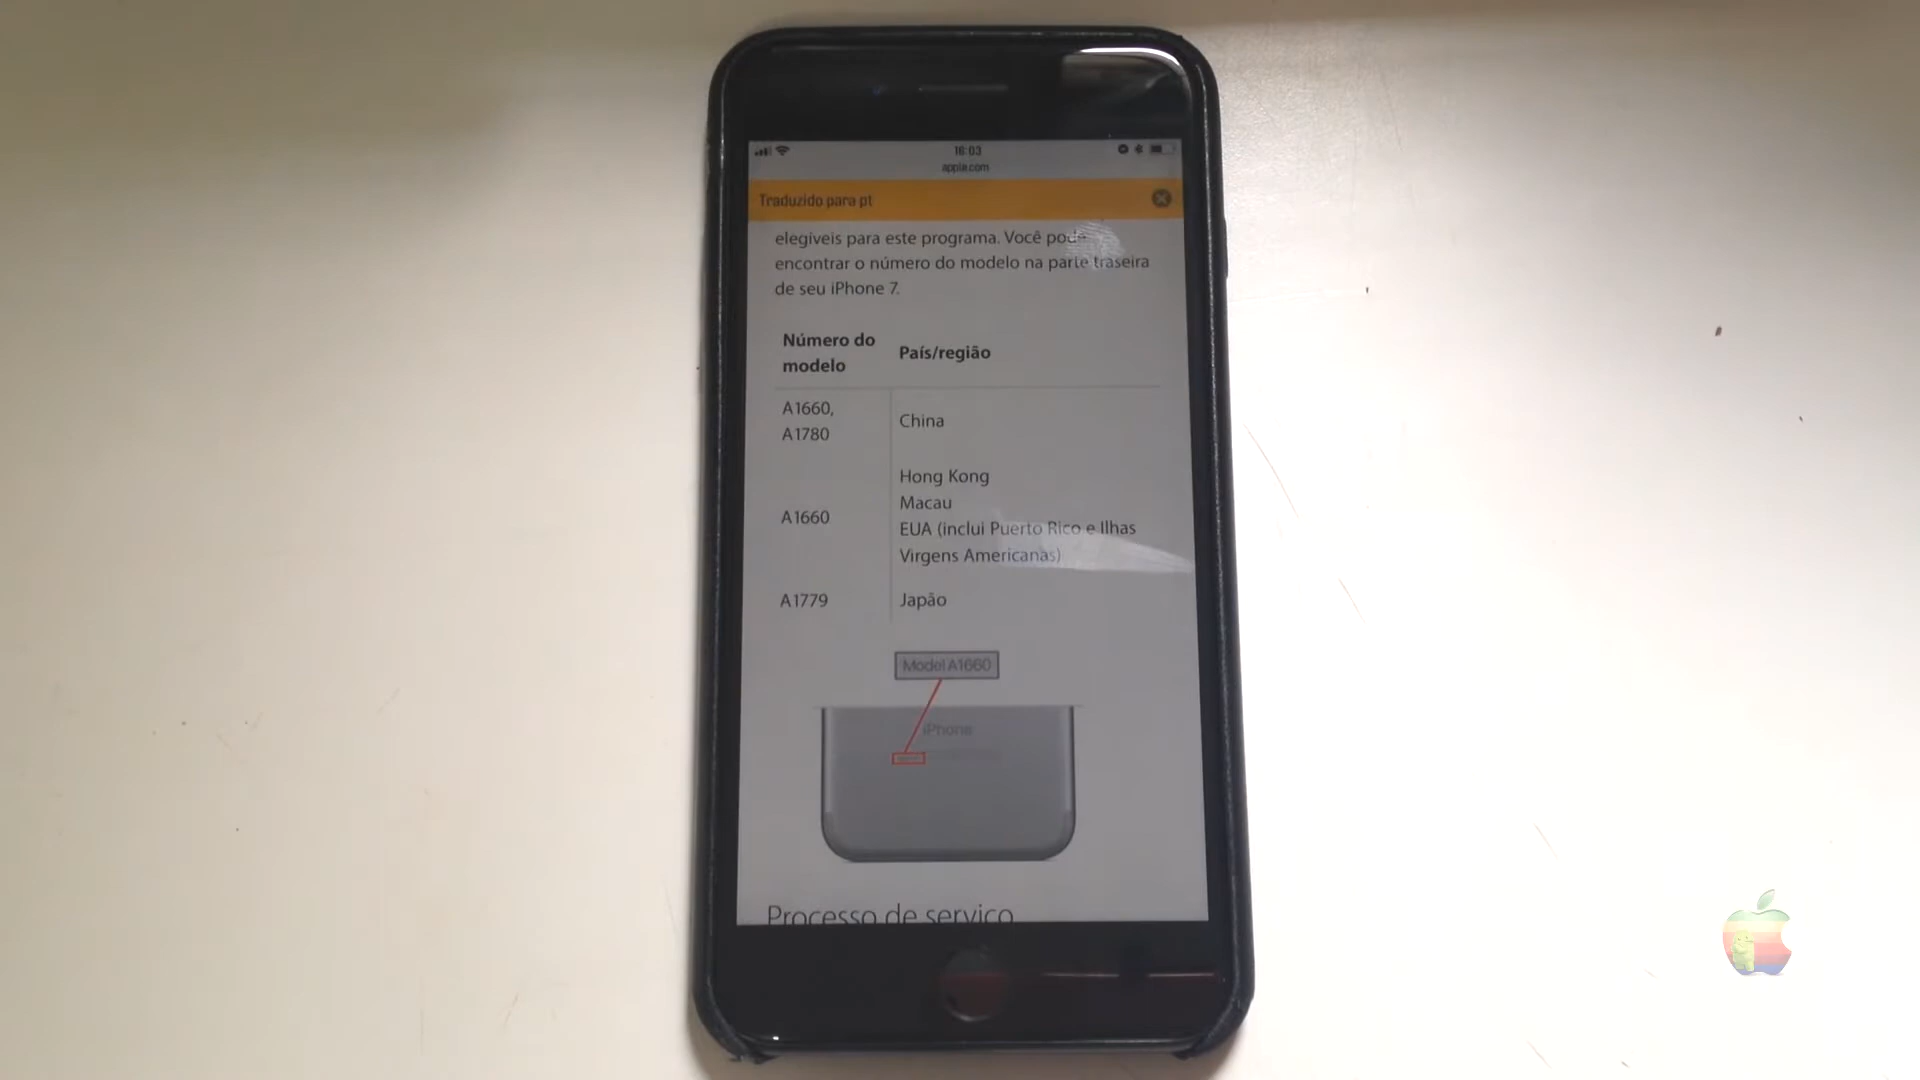 16:03
apple.com
Traduzido para pt
elegíveis para este programa. Você pode
encontrar o número do modelo na parte traseira
de seu iPhone 7.
Número do
modelo
País/região
A1660,
A1780
China
A1660
Hong Kong
Macau
EUA (inclui Puerto Rico e Ilhas
Virgens Americanas)
A1779
Japão
Model A1660
iPhone
Processo de serviço